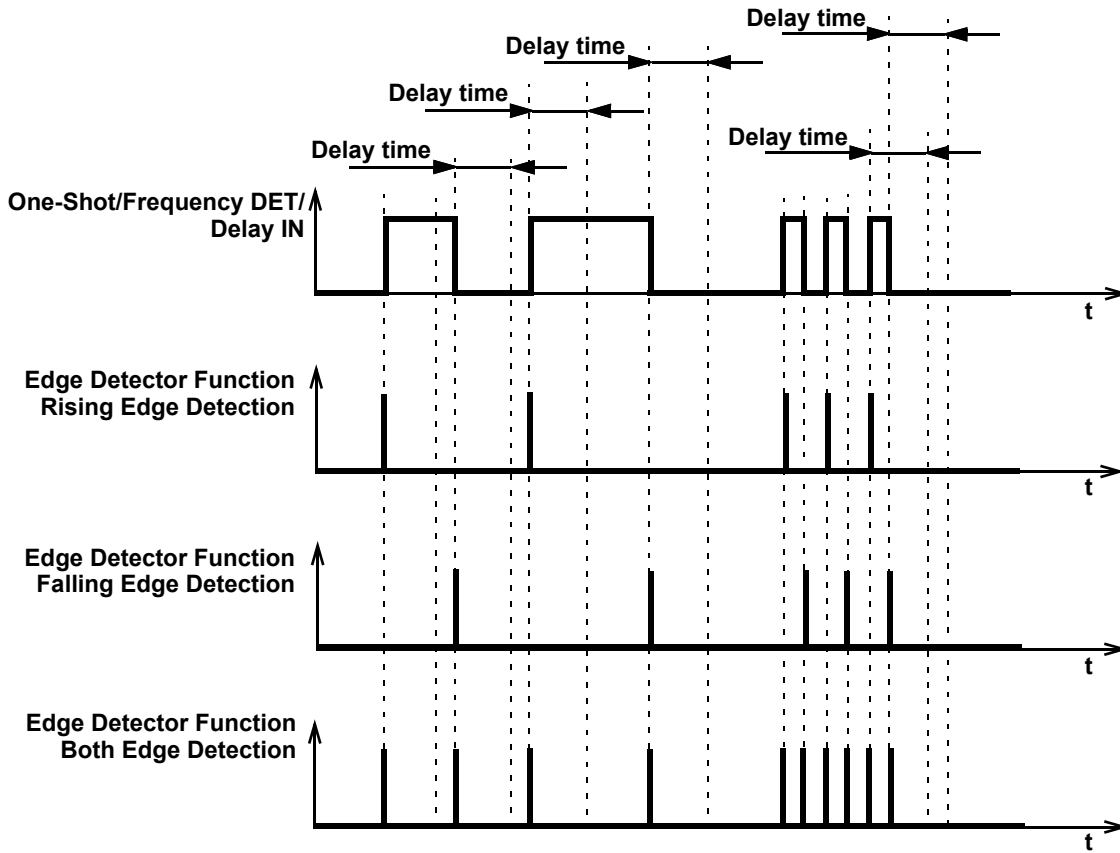 Delay time
Delay time
Delay time
Delay time
Delay time
One-Shot/Frequency DET/
Delay IN
t
Edge Detector Function
Rising Edge Detection
t
Edge Detector Function
Falling Edge Detection
t
Edge Detector Function
Both Edge Detection
t